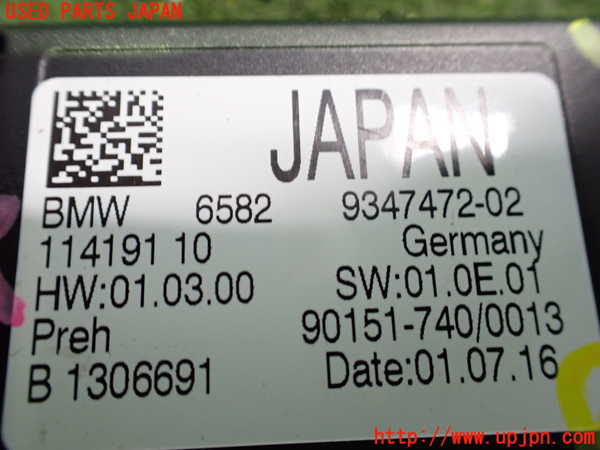 USED PARTS JAPAN
JAPAN
BMW 6582 9347472-02
114191 10 Germany
HW:01.03.00 SW:01.0E.01
Preh 90151-740/0013
B 1306691 Date:01.07.16
http://www.upjpn.com/